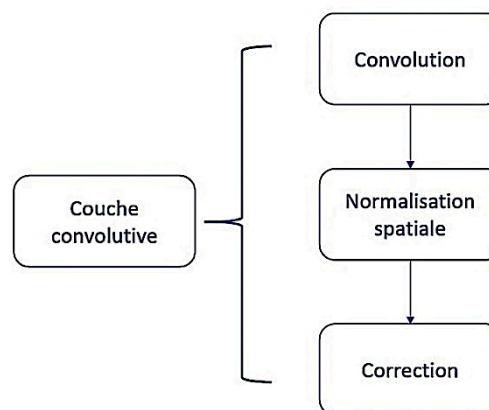 Convolution
Couche
convolutive
Normalisation
spatiale
Correction